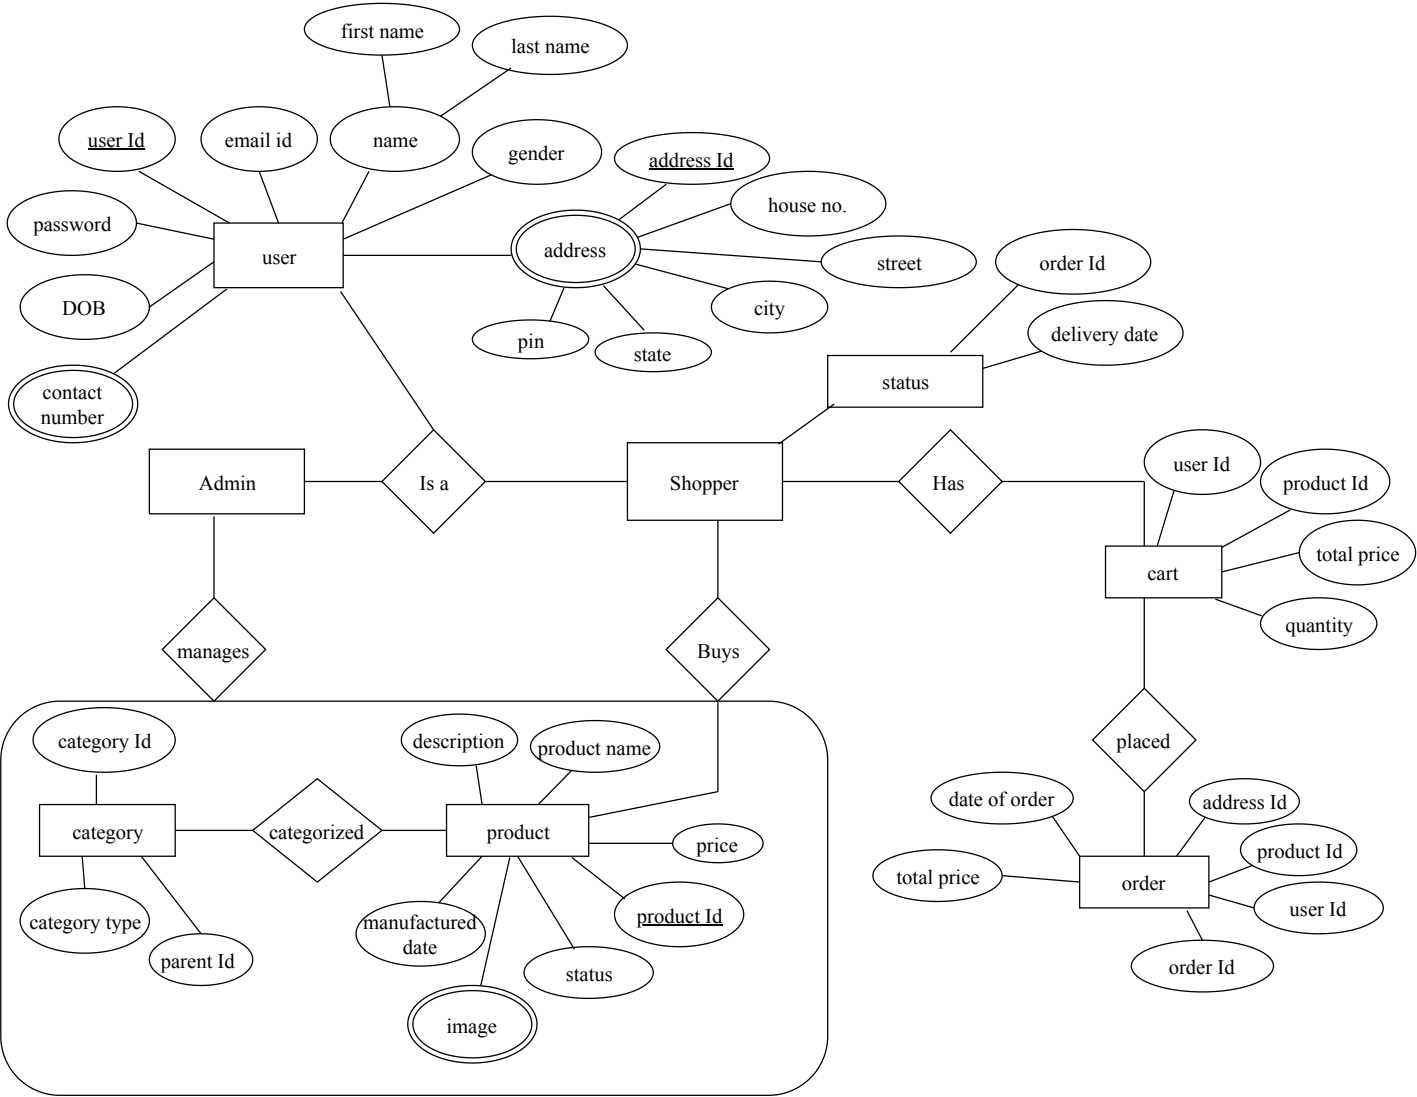 first name
last name
user Id
email id
name
gender
address Id
password
house no.
user
address
street
order Id
DOB
city
delivery date
pin
state
status
contact
number
Admin
Is a
Shopper
Has
user Id
product Id
total price
cart
quantity
manages
Buys
category Id
description
product name
placed
date of order
address Id
category
categorized
product
price
product Id
total price
order
user Id
category type
manufactured
date
product Id
parent Id
status
order Id
image